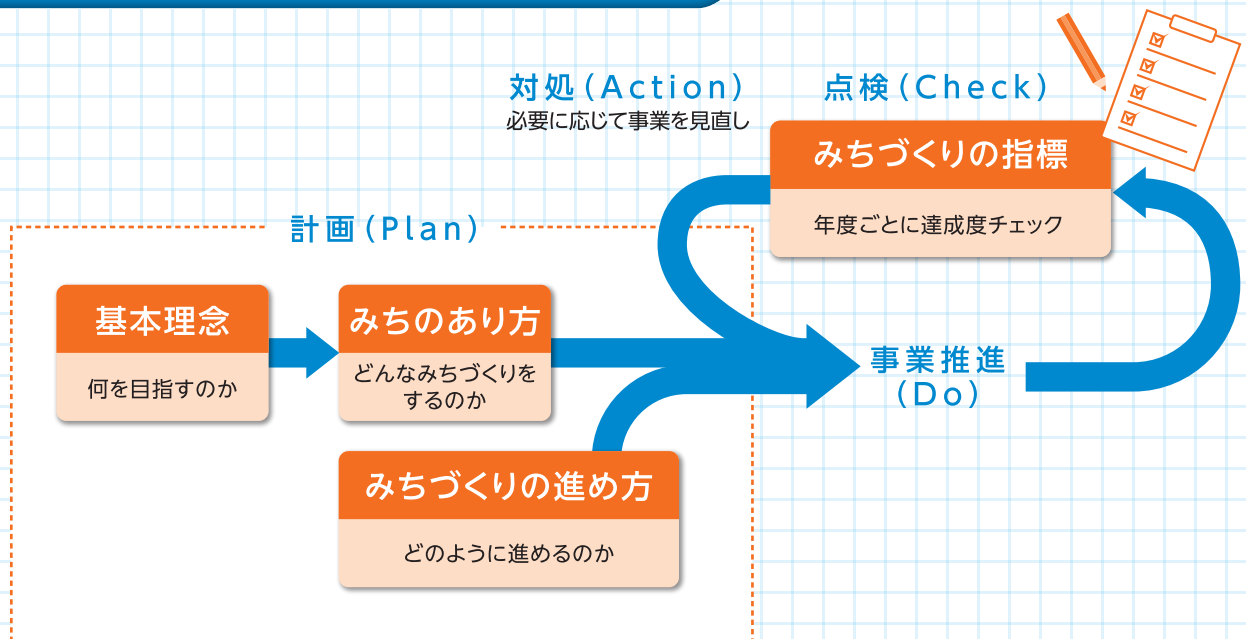 対処(Action)
必要に応じて事業を見直し
点検(Check)
みちづくりの指標
年度ごとに達成度チェック
計画(Plan)
基本理念
何を目指すのか
みちのあり方
どんなみちづくりを
するのか
みちづくりの進め方
どのように進めるのか
事業推進
(Do)